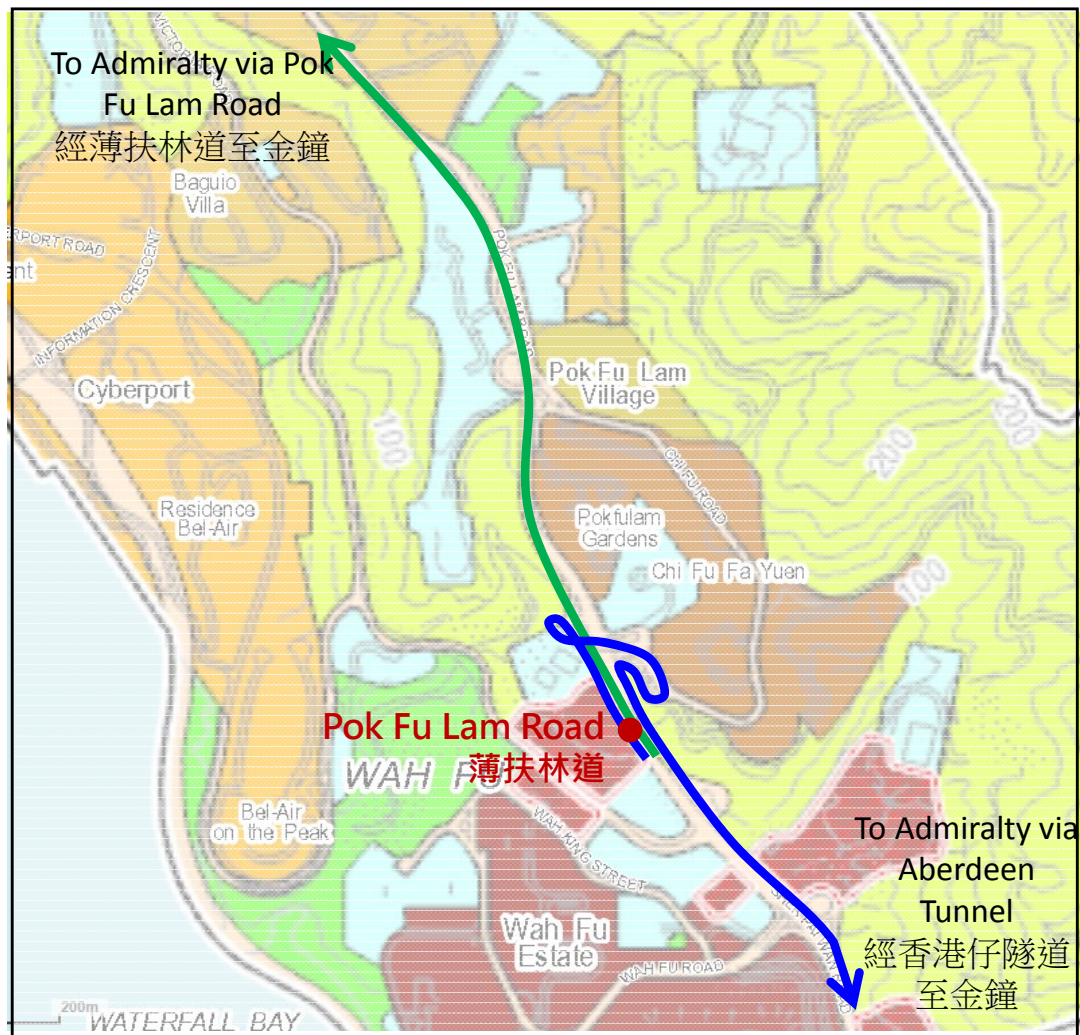 VICTORIA ROAD
To Admiralty via Pok
Fu Lam Road
經薄扶林道至金鐘
Baguio
Villa
INFORMATION CRESCENT
POK FU LAM ROAD
Cyberport
100
Pok Fu Lam
Village
200
200
CHI FU ROAD
Residence
Bel-Air
Pokfulam
Gardens
Chi Fu Fa Yuen
100
Pok Fu Lam Road
薄扶林道
WAH FU
Bel-Air
on the Peak
WAH KING STREET
To Admiralty via
Aberdeen
Tunnel
經香港仔隧道
至金鐘
Wah Fu
Estate
WAH FU ROAD
200m
WATERFALL BAY